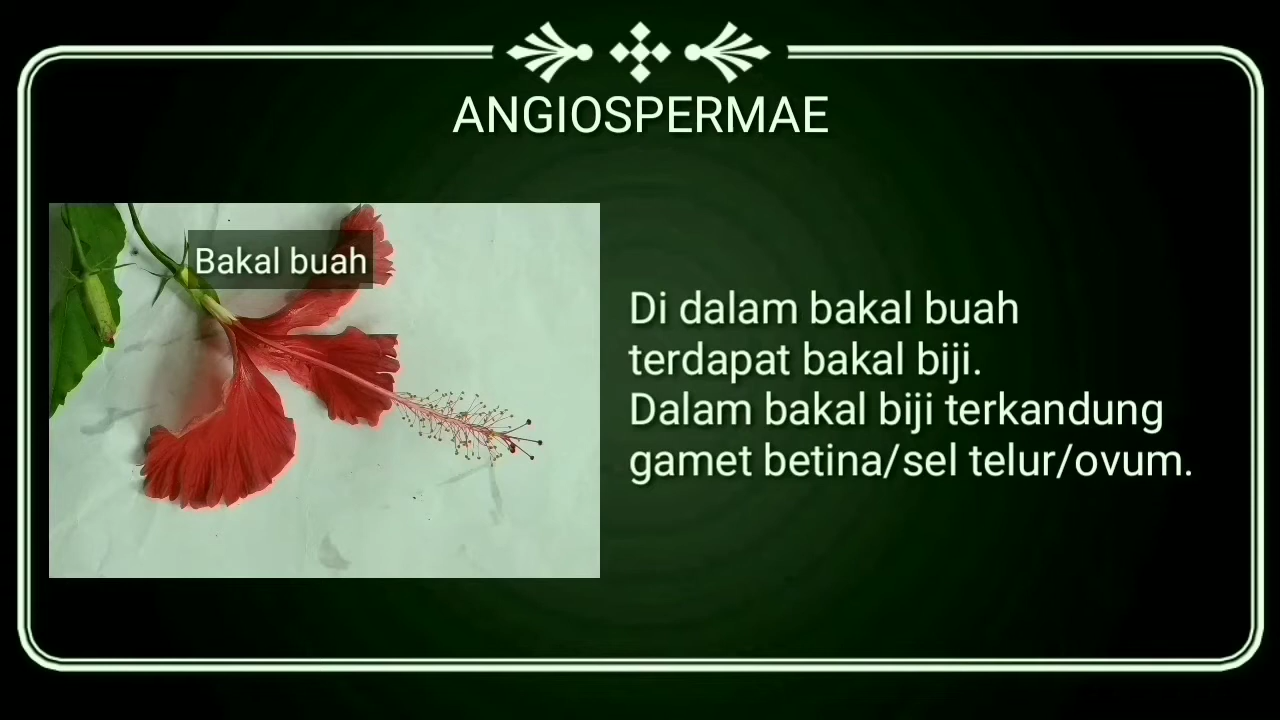 ANGIOSPERMAE
Bakal buah
Di dalam bakal buah
terdapat bakal biji.
Dalam bakal biji terkandung
gamet betina/sel telur/ovum.